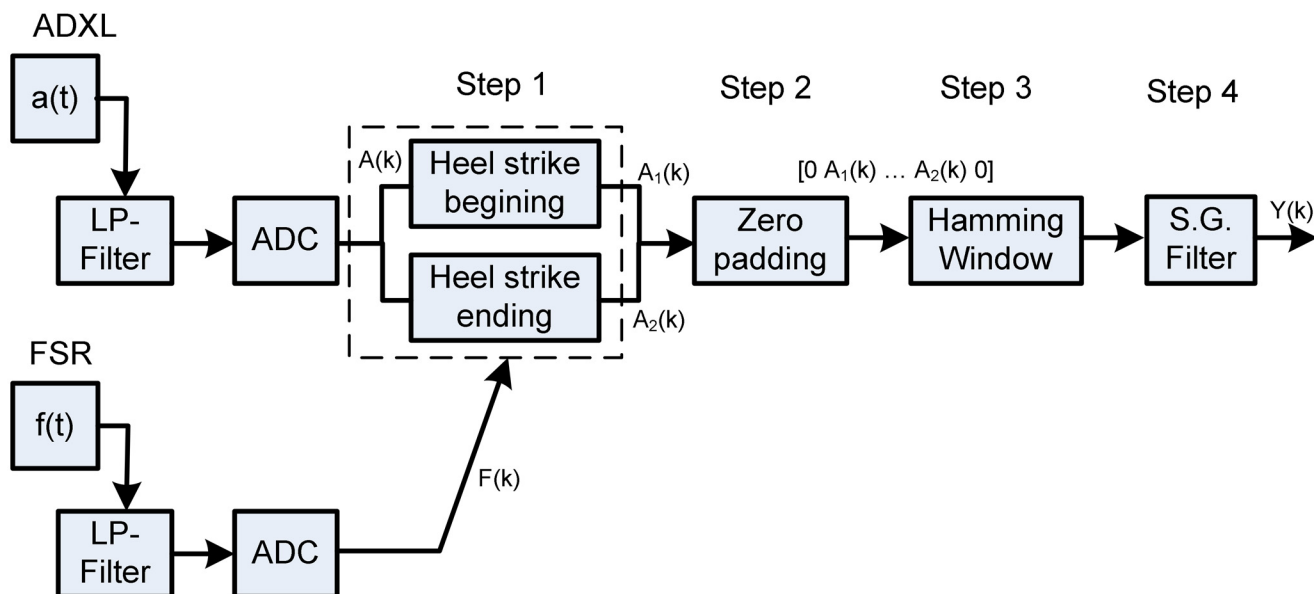 ADXL
a(t)
LP-
Filter
ADC
Step 1
A(k)
Heel strike
begining
Heel strike
ending
A₁(k)
A₂(k)
Step 2
Zero
padding
[0 A₁(k) ... A₂(k) 0]
Step 3
Hamming
Window
Step 4
S.G.
Filter
Y(k)
FSR
f(t)
LP-
Filter
ADC
F(k)